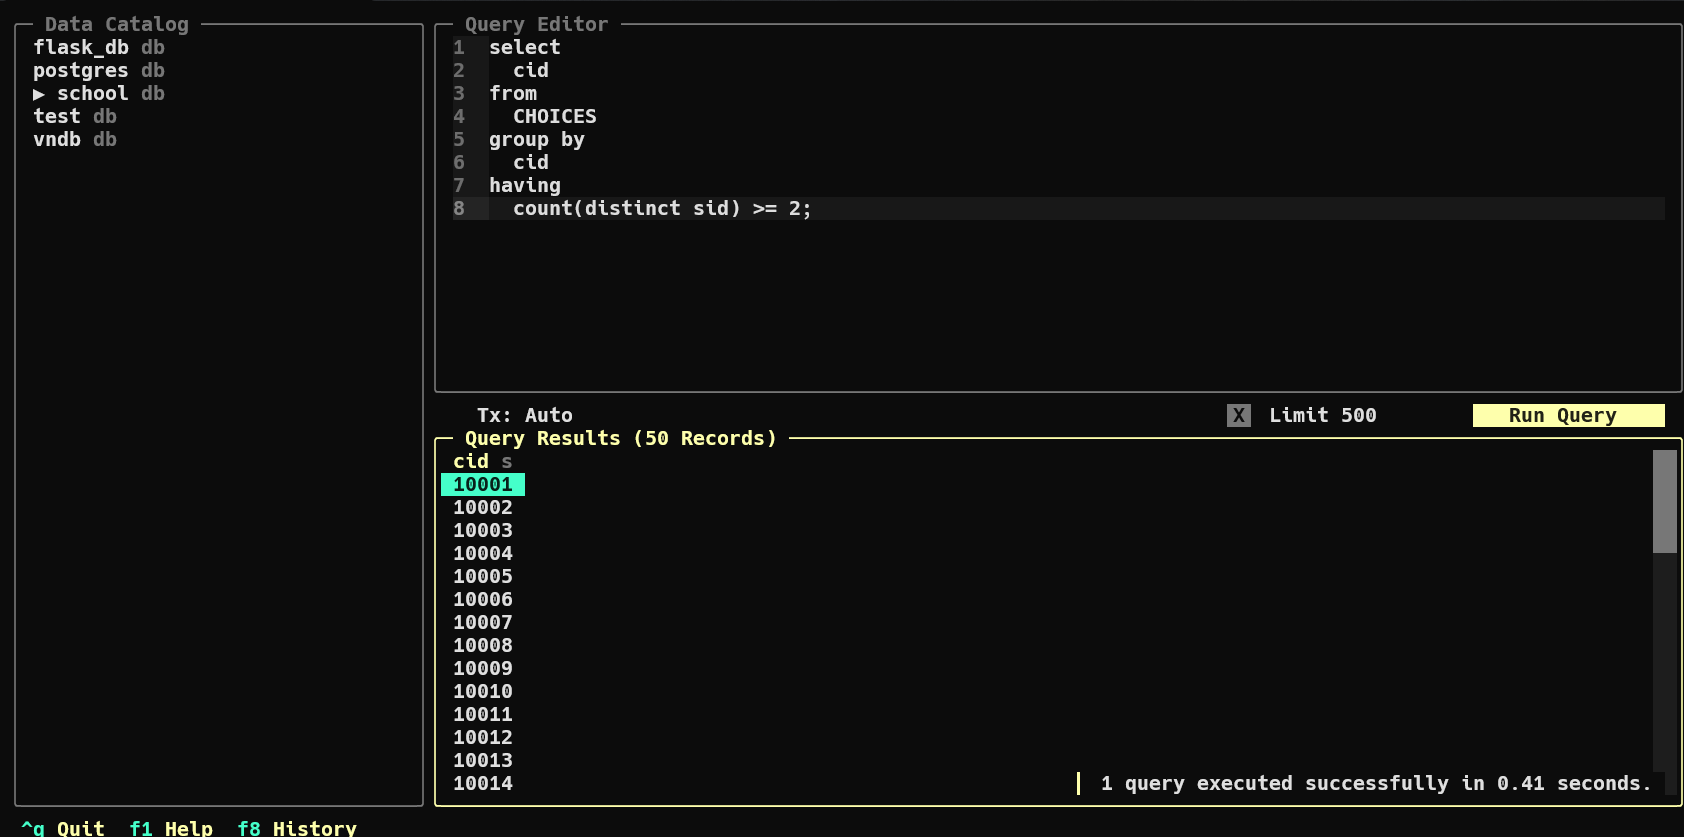 Data Catalog
flask_db db
postgres db
▶ school db
test db
vndb db
Query Editor
1 select
2   cid
3 from
4   CHOICES
5 group by
6   cid
7 having
8   count(distinct sid) >= 2;
Tx: Auto
X Limit 500
Run Query
Query Results (50 Records)
cid s
10001
10002
10003
10004
10005
10006
10007
10008
10009
10010
10011
10012
10013
10014
1 query executed successfully in 0.41 seconds.
^q Quit f1 Help f8 History